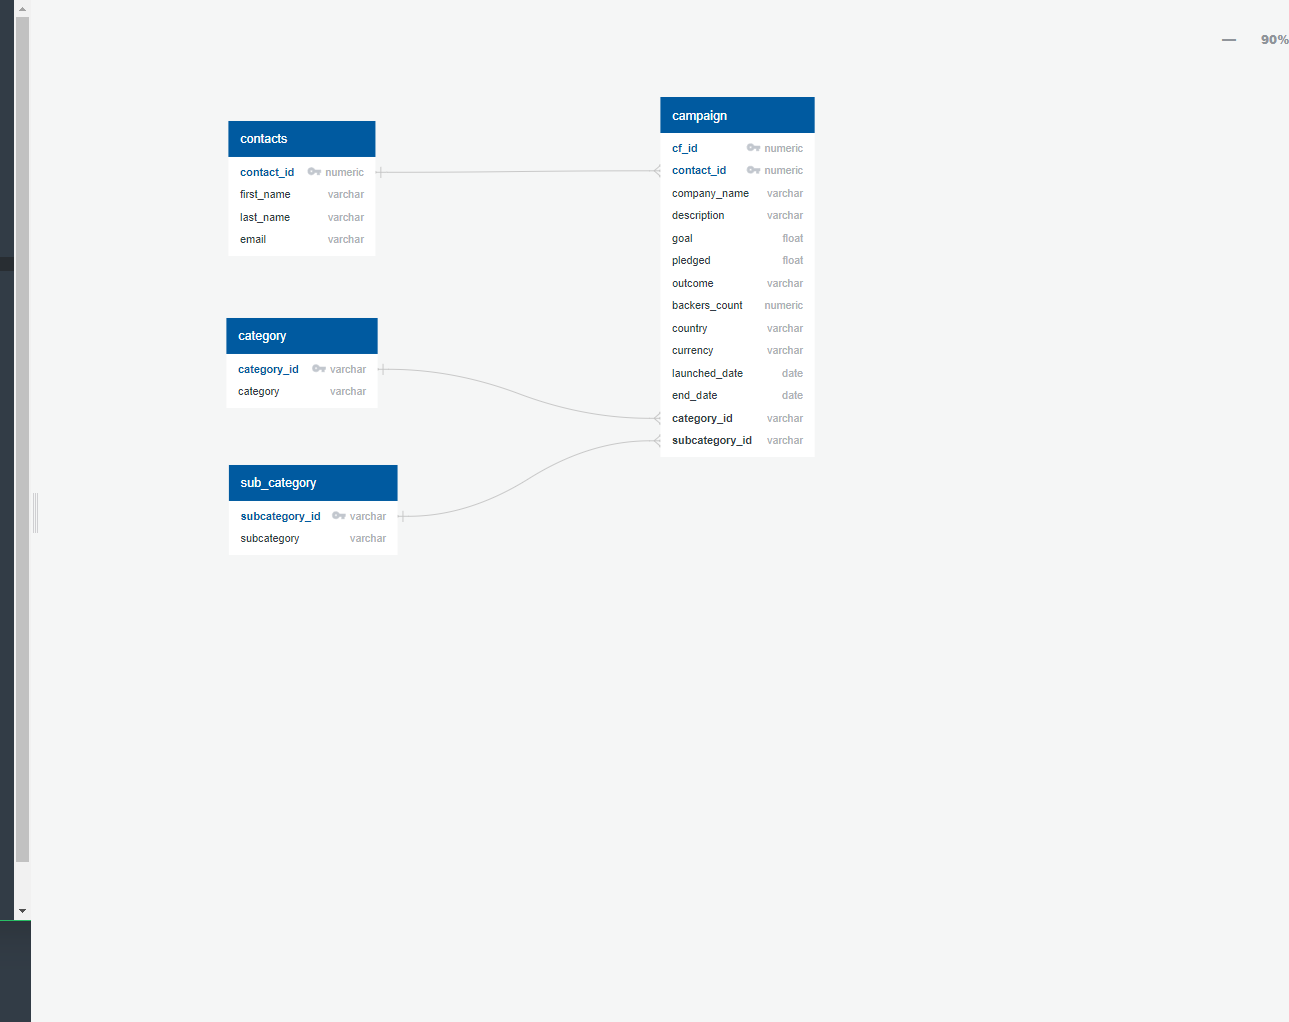 90%
contacts
contact_id numeric
first_name varchar
last_name varchar
email varchar
campaign
cf_id numeric
contact_id numeric
company_name varchar
description varchar
goal float
pledged float
outcome varchar
backers_count numeric
country varchar
currency varchar
launched_date date
end_date date
category_id varchar
subcategory_id varchar
category
category_id varchar
category varchar
sub_category
subcategory_id varchar
subcategory varchar